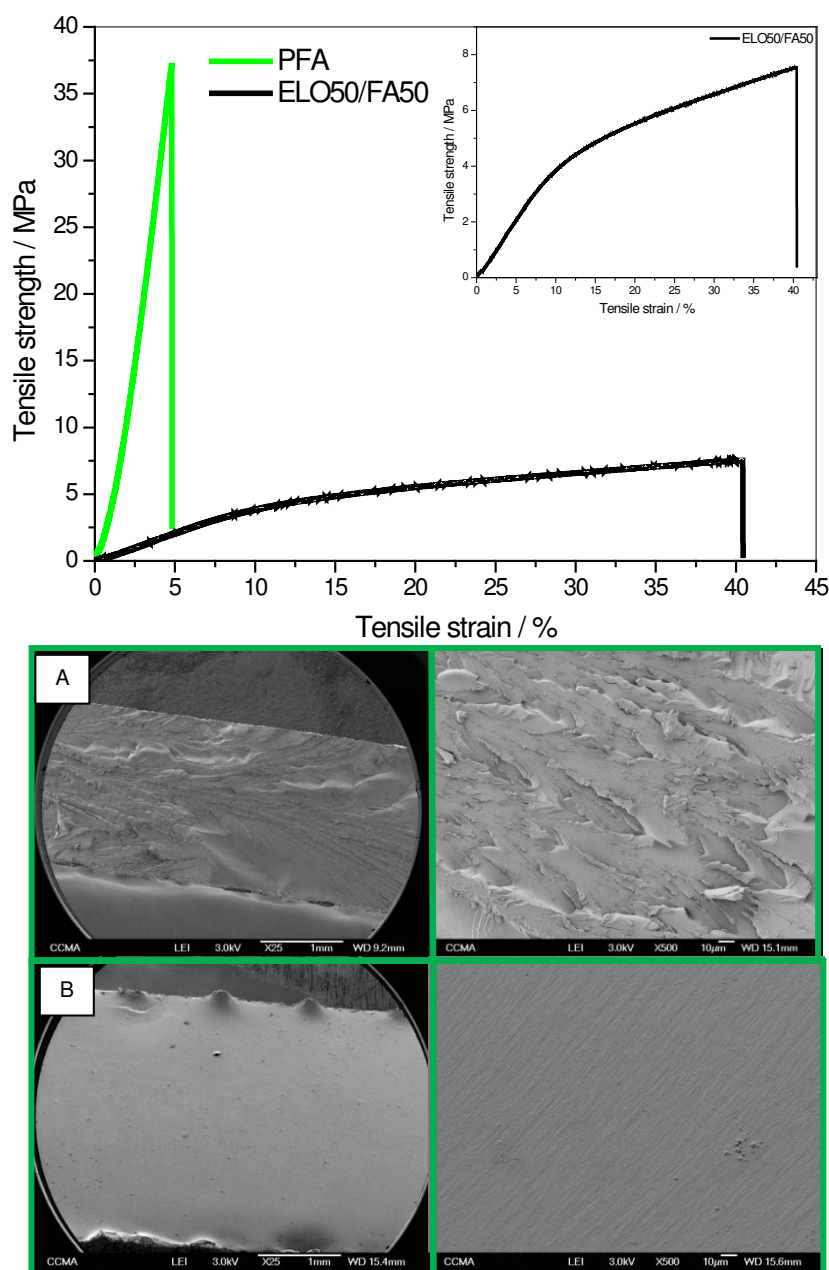 40
35
30
25
20
15
10
5
0
Tensile strength / MPa
PFA
ELO50/FA50
0 5 10 15 20 25 30 35 40 45
Tensile strain / %
ELO50/FA50
8
6
4
2
0
Tensile strength / MPa
0 5 10 15 20 25 30 35 40
Tensile strain / %
A
CCMA LEI 3.0kV X25 1mm WD 9.2mm
CCMA LEI 3.0kV X500 10µm WD 15.1mm
B
CCMA LEI 3.0kV X25 1mm WD 15.4mm
CCMA LEI 3.0kV X500 10µm WD 15.6mm